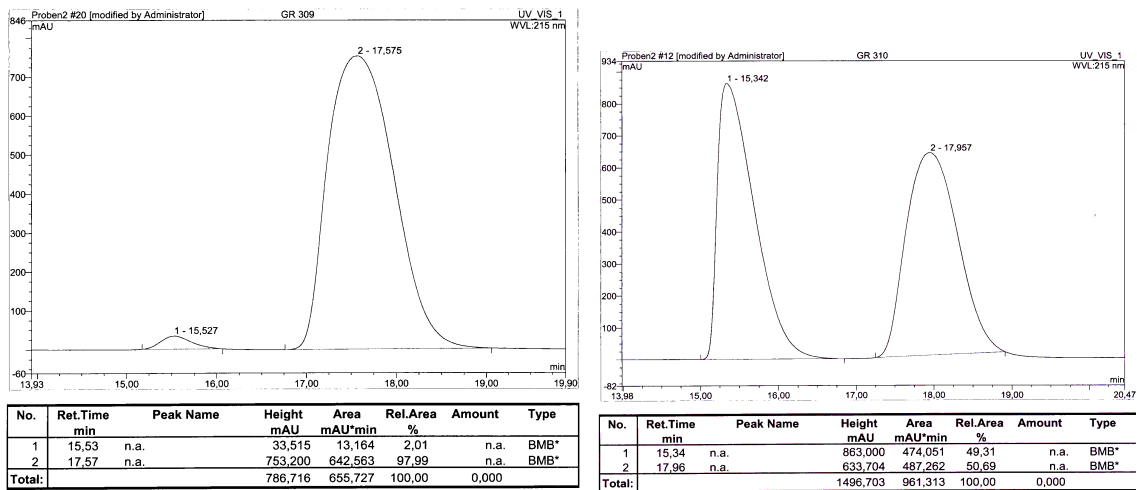 Proben2 #20 [modified by Administrator] GR 309 UV_VIS_1
846
mAU
WVL:215 nm
2 - 17,575
700
600
500
400
300
200
100
1 - 15,527
-60
min
13,93 15,00 16,00 17,00 18,00 19,00 19,90
No. Ret.Time Peak Name Height Area Rel.Area Amount Type
min mAU mAU*min %
1 15,53 n.a. 33,515 13,164 2,01 n.a. BMB*
2 17,57 n.a. 753,200 642,563 97,99 n.a. BMB*
Total: 786,716 655,727 100,00 0,000
Proben2 #12 [modified by Administrator] GR 310 UV_VIS_1
934
mAU
WVL:215 nm
1 - 15,342
800
700
2 - 17,957
600
500
400
300
200
100
-82
min
13,98 15,00 16,00 17,00 18,00 19,00 20,47
No. Ret.Time Peak Name Height Area Rel.Area Amount Type
min mAU mAU*min %
1 15,34 n.a. 863,000 474,051 49,31 n.a. BMB*
2 17,96 n.a. 633,704 487,262 50,69 n.a. BMB*
Total: 1496,703 961,313 100,00 0,000